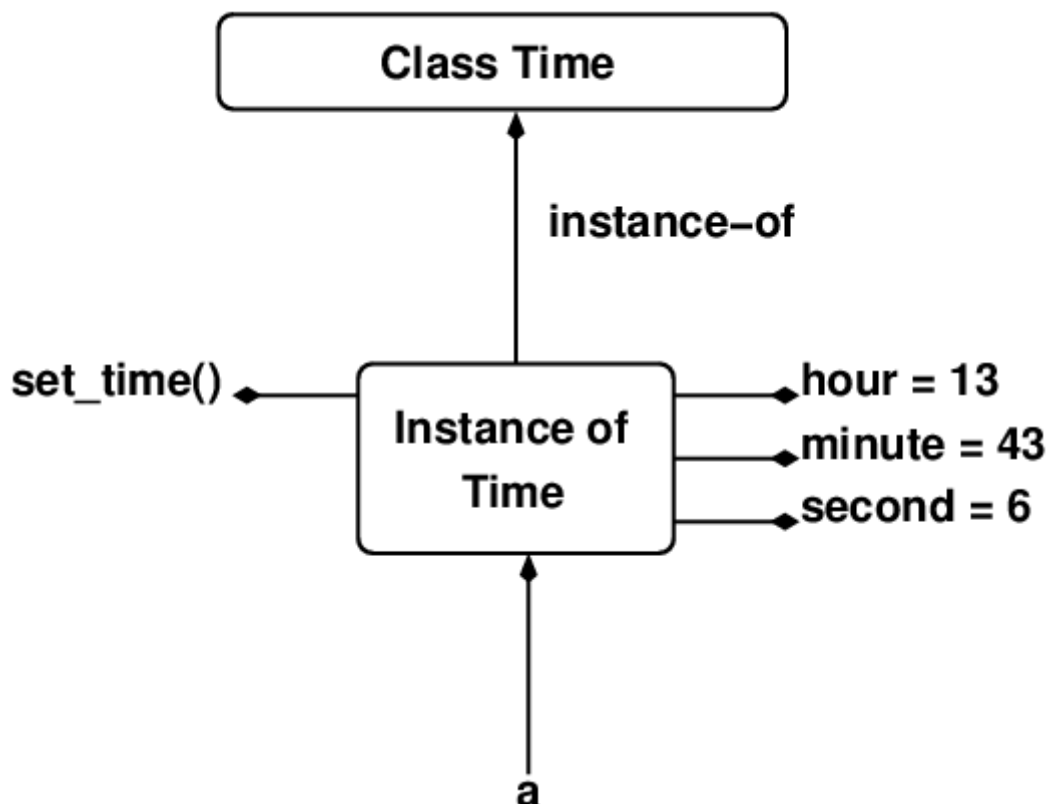 Class Time
instance-of
set_time()
Instance of
Time
hour = 13
minute = 43
second = 6
a